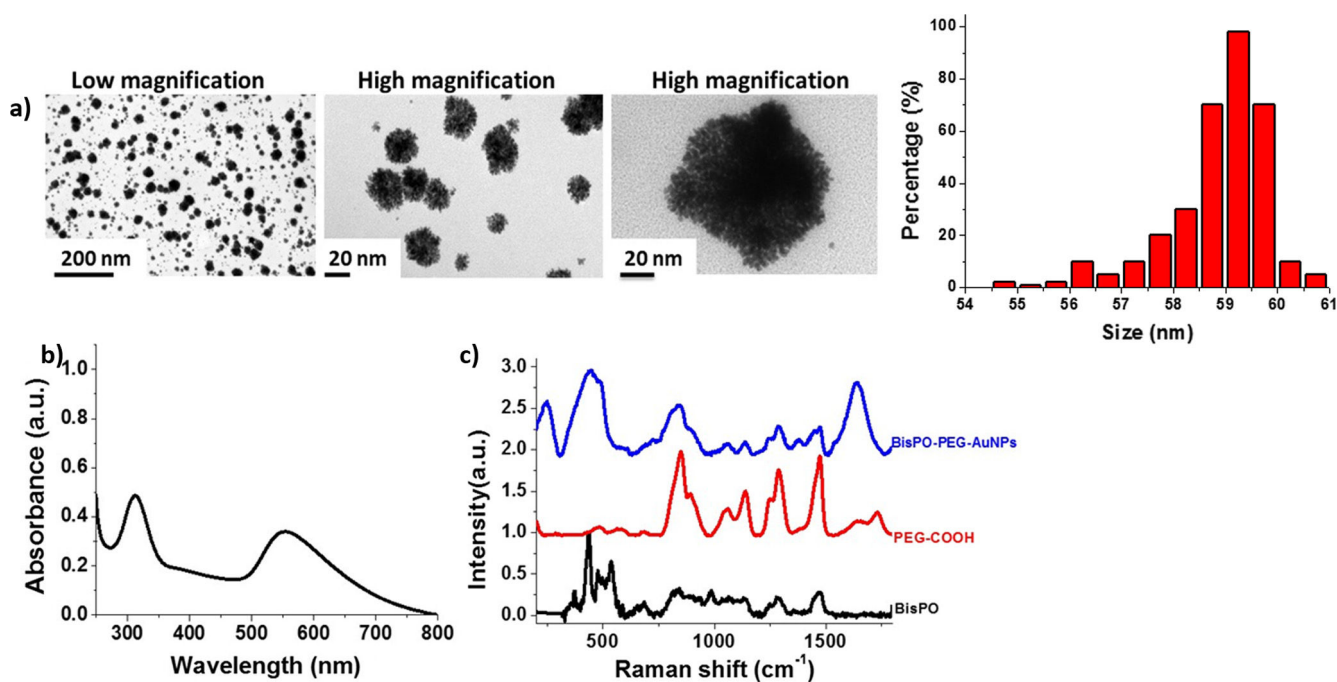 a)
Low magnification
High magnification
High magnification
200 nm
20 nm
20 nm
Percentage (%)
100
80
60
40
20
0
54 55 56 57 58 59 60 61
Size (nm)
b)
Absorbance (a.u.)
1.0
0.8
0.6
0.4
0.2
0.0
300 400 500 600 700 800
Wavelength (nm)
c)
Intensity(a.u.)
3.0
2.5
2.0
1.5
1.0
0.5
0.0
BisPO-PEG-AuNPs
PEG-COOH
BisPO
500 1000 1500
Raman shift (cm⁻¹)